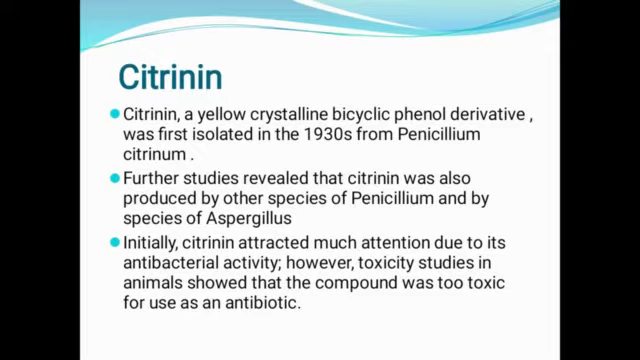 Citrinin
Citrinin, a yellow crystalline bicyclic phenol derivative ,
was first isolated in the 1930s from Penicillium
citrinum .
Further studies revealed that citrinin was also
produced by other species of Penicillium and by
species of Aspergillus
Initially, citrinin attracted much attention due to its
antibacterial activity; however, toxicity studies in
animals showed that the compound was too toxic
for use as an antibiotic.